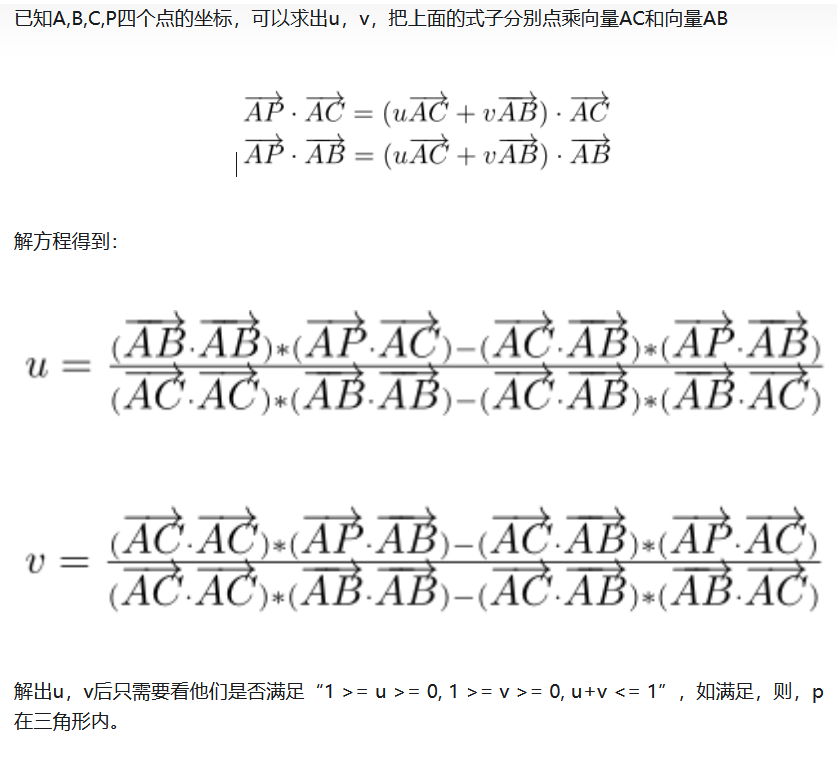 已知A,B,C,P四个点的坐标，可以求出u，v，把上面的式子分别点乘向量AC和向量AB
$\overrightarrow{AP} \cdot \overrightarrow{AC} = (u\overrightarrow{AC} + v\overrightarrow{AB}) \cdot \overrightarrow{AC}$
$\overrightarrow{AP} \cdot \overrightarrow{AB} = (u\overrightarrow{AC} + v\overrightarrow{AB}) \cdot \overrightarrow{AB}$
解方程得到：
$u = \frac{(\overrightarrow{AB} \cdot \overrightarrow{AB})*(\overrightarrow{AP} \cdot \overrightarrow{AC})-(\overrightarrow{AC} \cdot \overrightarrow{AB})*(\overrightarrow{AP} \cdot \overrightarrow{AB})}{(\overrightarrow{AC} \cdot \overrightarrow{AC})*(\overrightarrow{AB} \cdot \overrightarrow{AB})-(\overrightarrow{AC} \cdot \overrightarrow{AB})*(\overrightarrow{AB} \cdot \overrightarrow{AC})}$
$v = \frac{(\overrightarrow{AC} \cdot \overrightarrow{AC})*(\overrightarrow{AP} \cdot \overrightarrow{AB})-(\overrightarrow{AC} \cdot \overrightarrow{AB})*(\overrightarrow{AP} \cdot \overrightarrow{AC})}{(\overrightarrow{AC} \cdot \overrightarrow{AC})*(\overrightarrow{AB} \cdot \overrightarrow{AB})-(\overrightarrow{AC} \cdot \overrightarrow{AB})*(\overrightarrow{AB} \cdot \overrightarrow{AC})}$
解出u，v后只需要看他们是否满足“1 >= u >= 0, 1 >= v >= 0, u+v <= 1”，如满足，则，p
在三角形内。